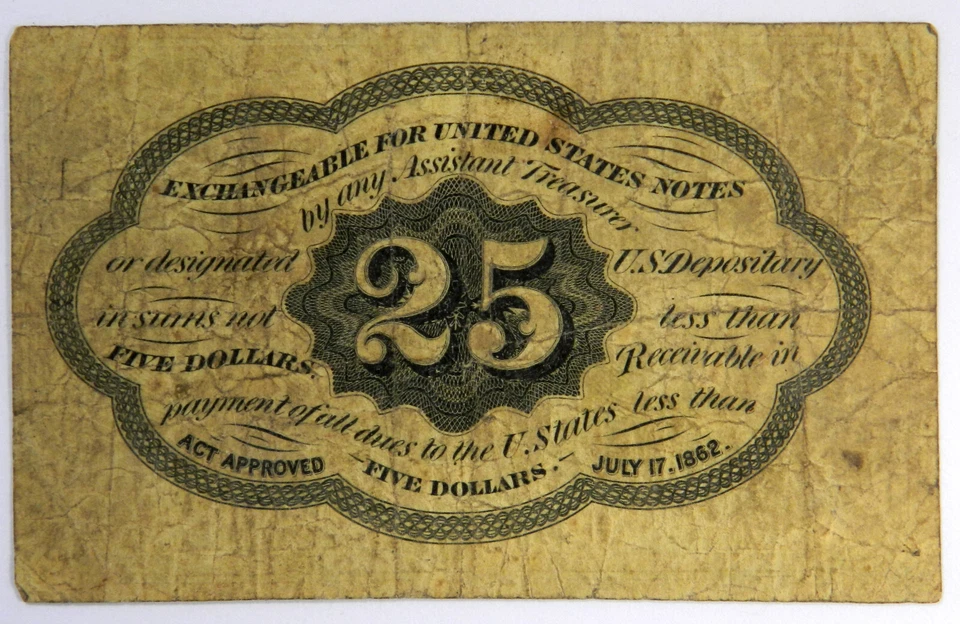 EXCHANGEABLE FOR UNITED STATES NOTES
by any Assistant Treasurer
or designated U.S. Depositary
in sums not less than
FIVE DOLLARS. Receivable in
payment of all dues to the U. States less than
FIVE DOLLARS.
ACT APPROVED JULY 17. 1862.
25